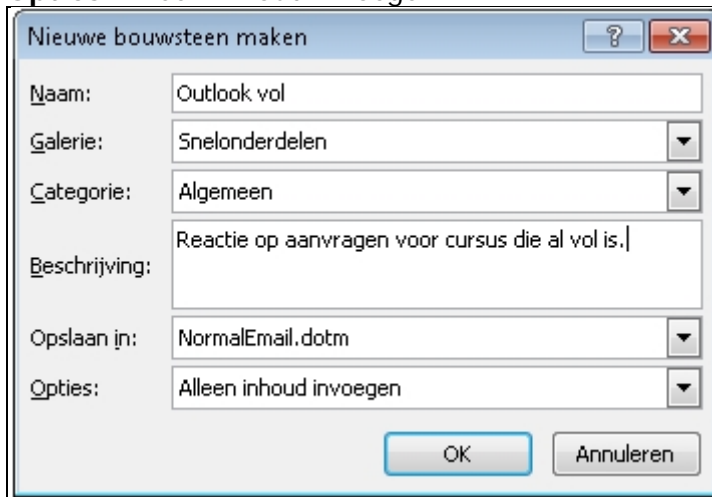 Nieuwe bouwsteen maken
Naam: Outlook vol
Galerie: Snelonderdelen
Categorie: Algemeen
Beschrijving: Reactie op aanvragen voor cursus die al vol is.
Opslaan in: NormalEmail.dotm
Opties: Alleen inhoud invoegen
OK Annuleren